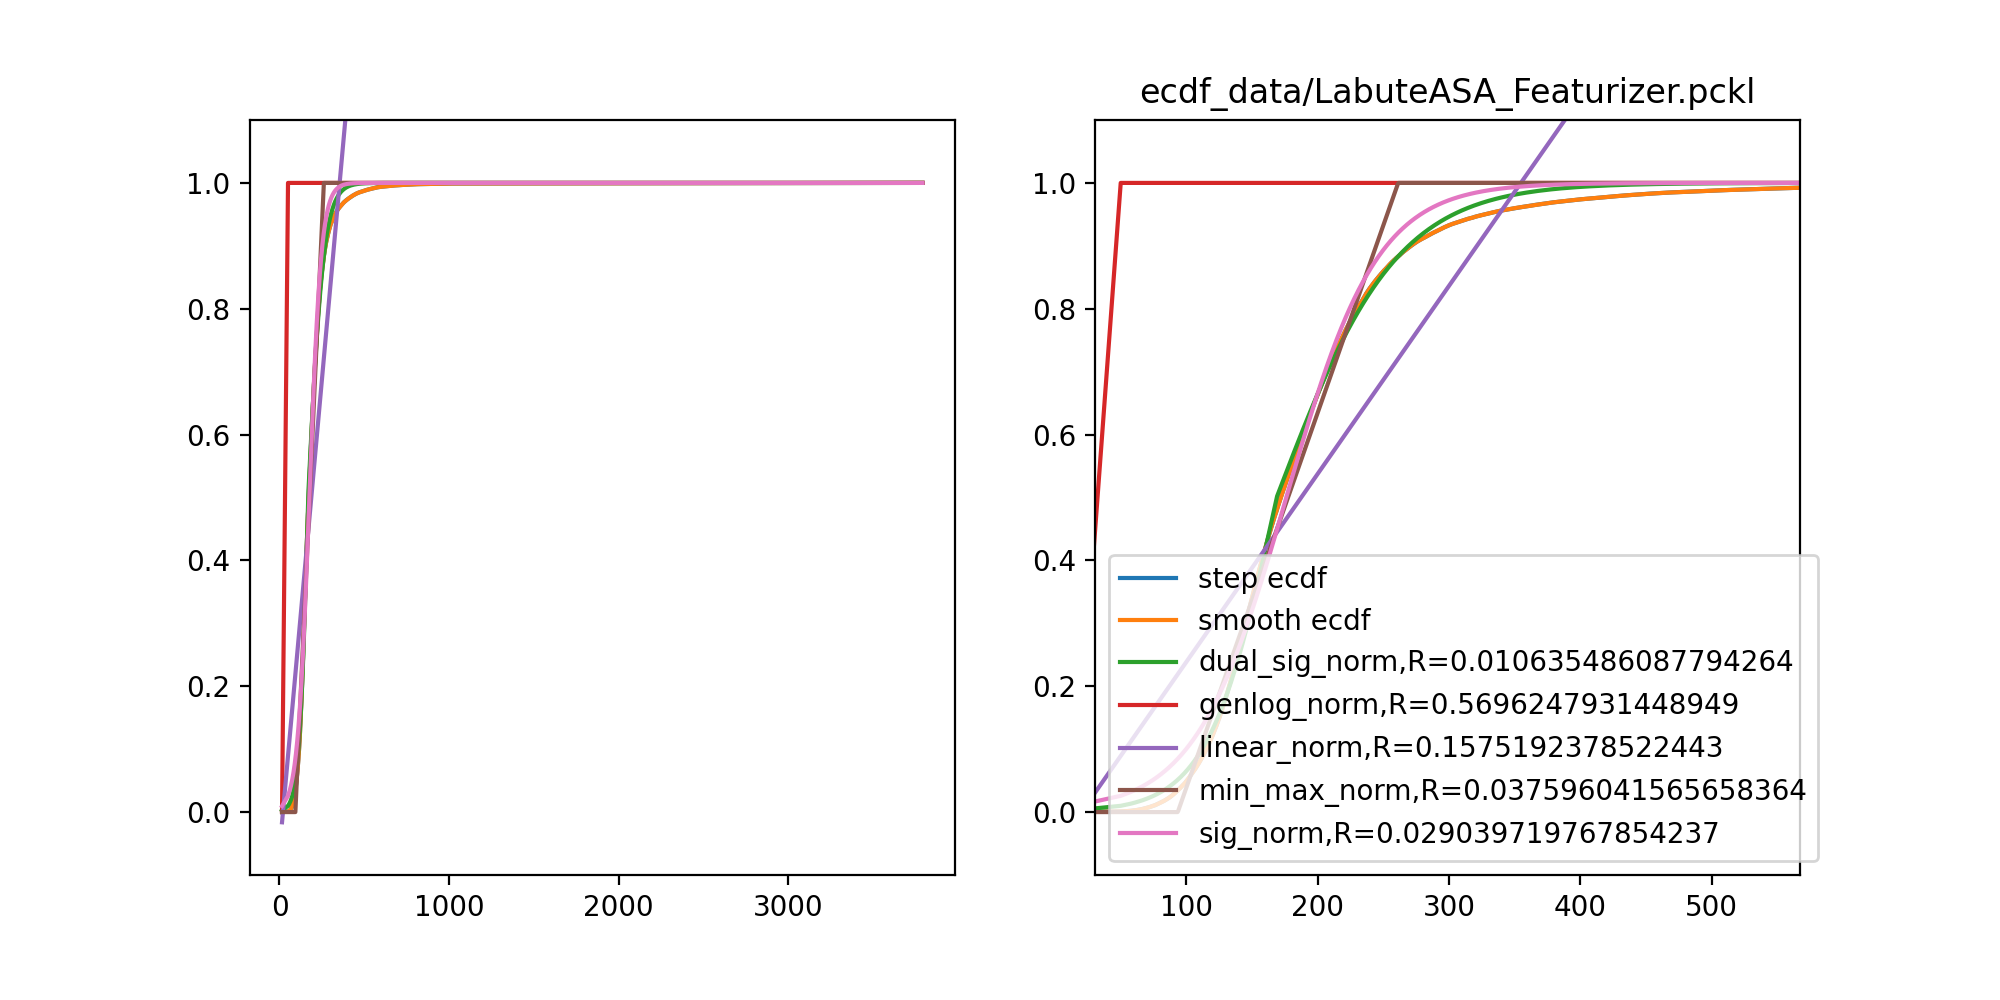 ecdf_data/LabuteASA_Featurizer.pckl
1.0
0.8
0.6
0.4
0.2
0.0
0
1000
2000
3000
1.0
0.8
0.6
0.4
0.2
0.0
100
200
300
400
500
step ecdf
smooth ecdf
dual_sig_norm,R=0.010635486087794264
genlog_norm,R=0.5696247931448949
linear_norm,R=0.1575192378522443
min_max_norm,R=0.037596041565658364
sig_norm,R=0.029039719767854237